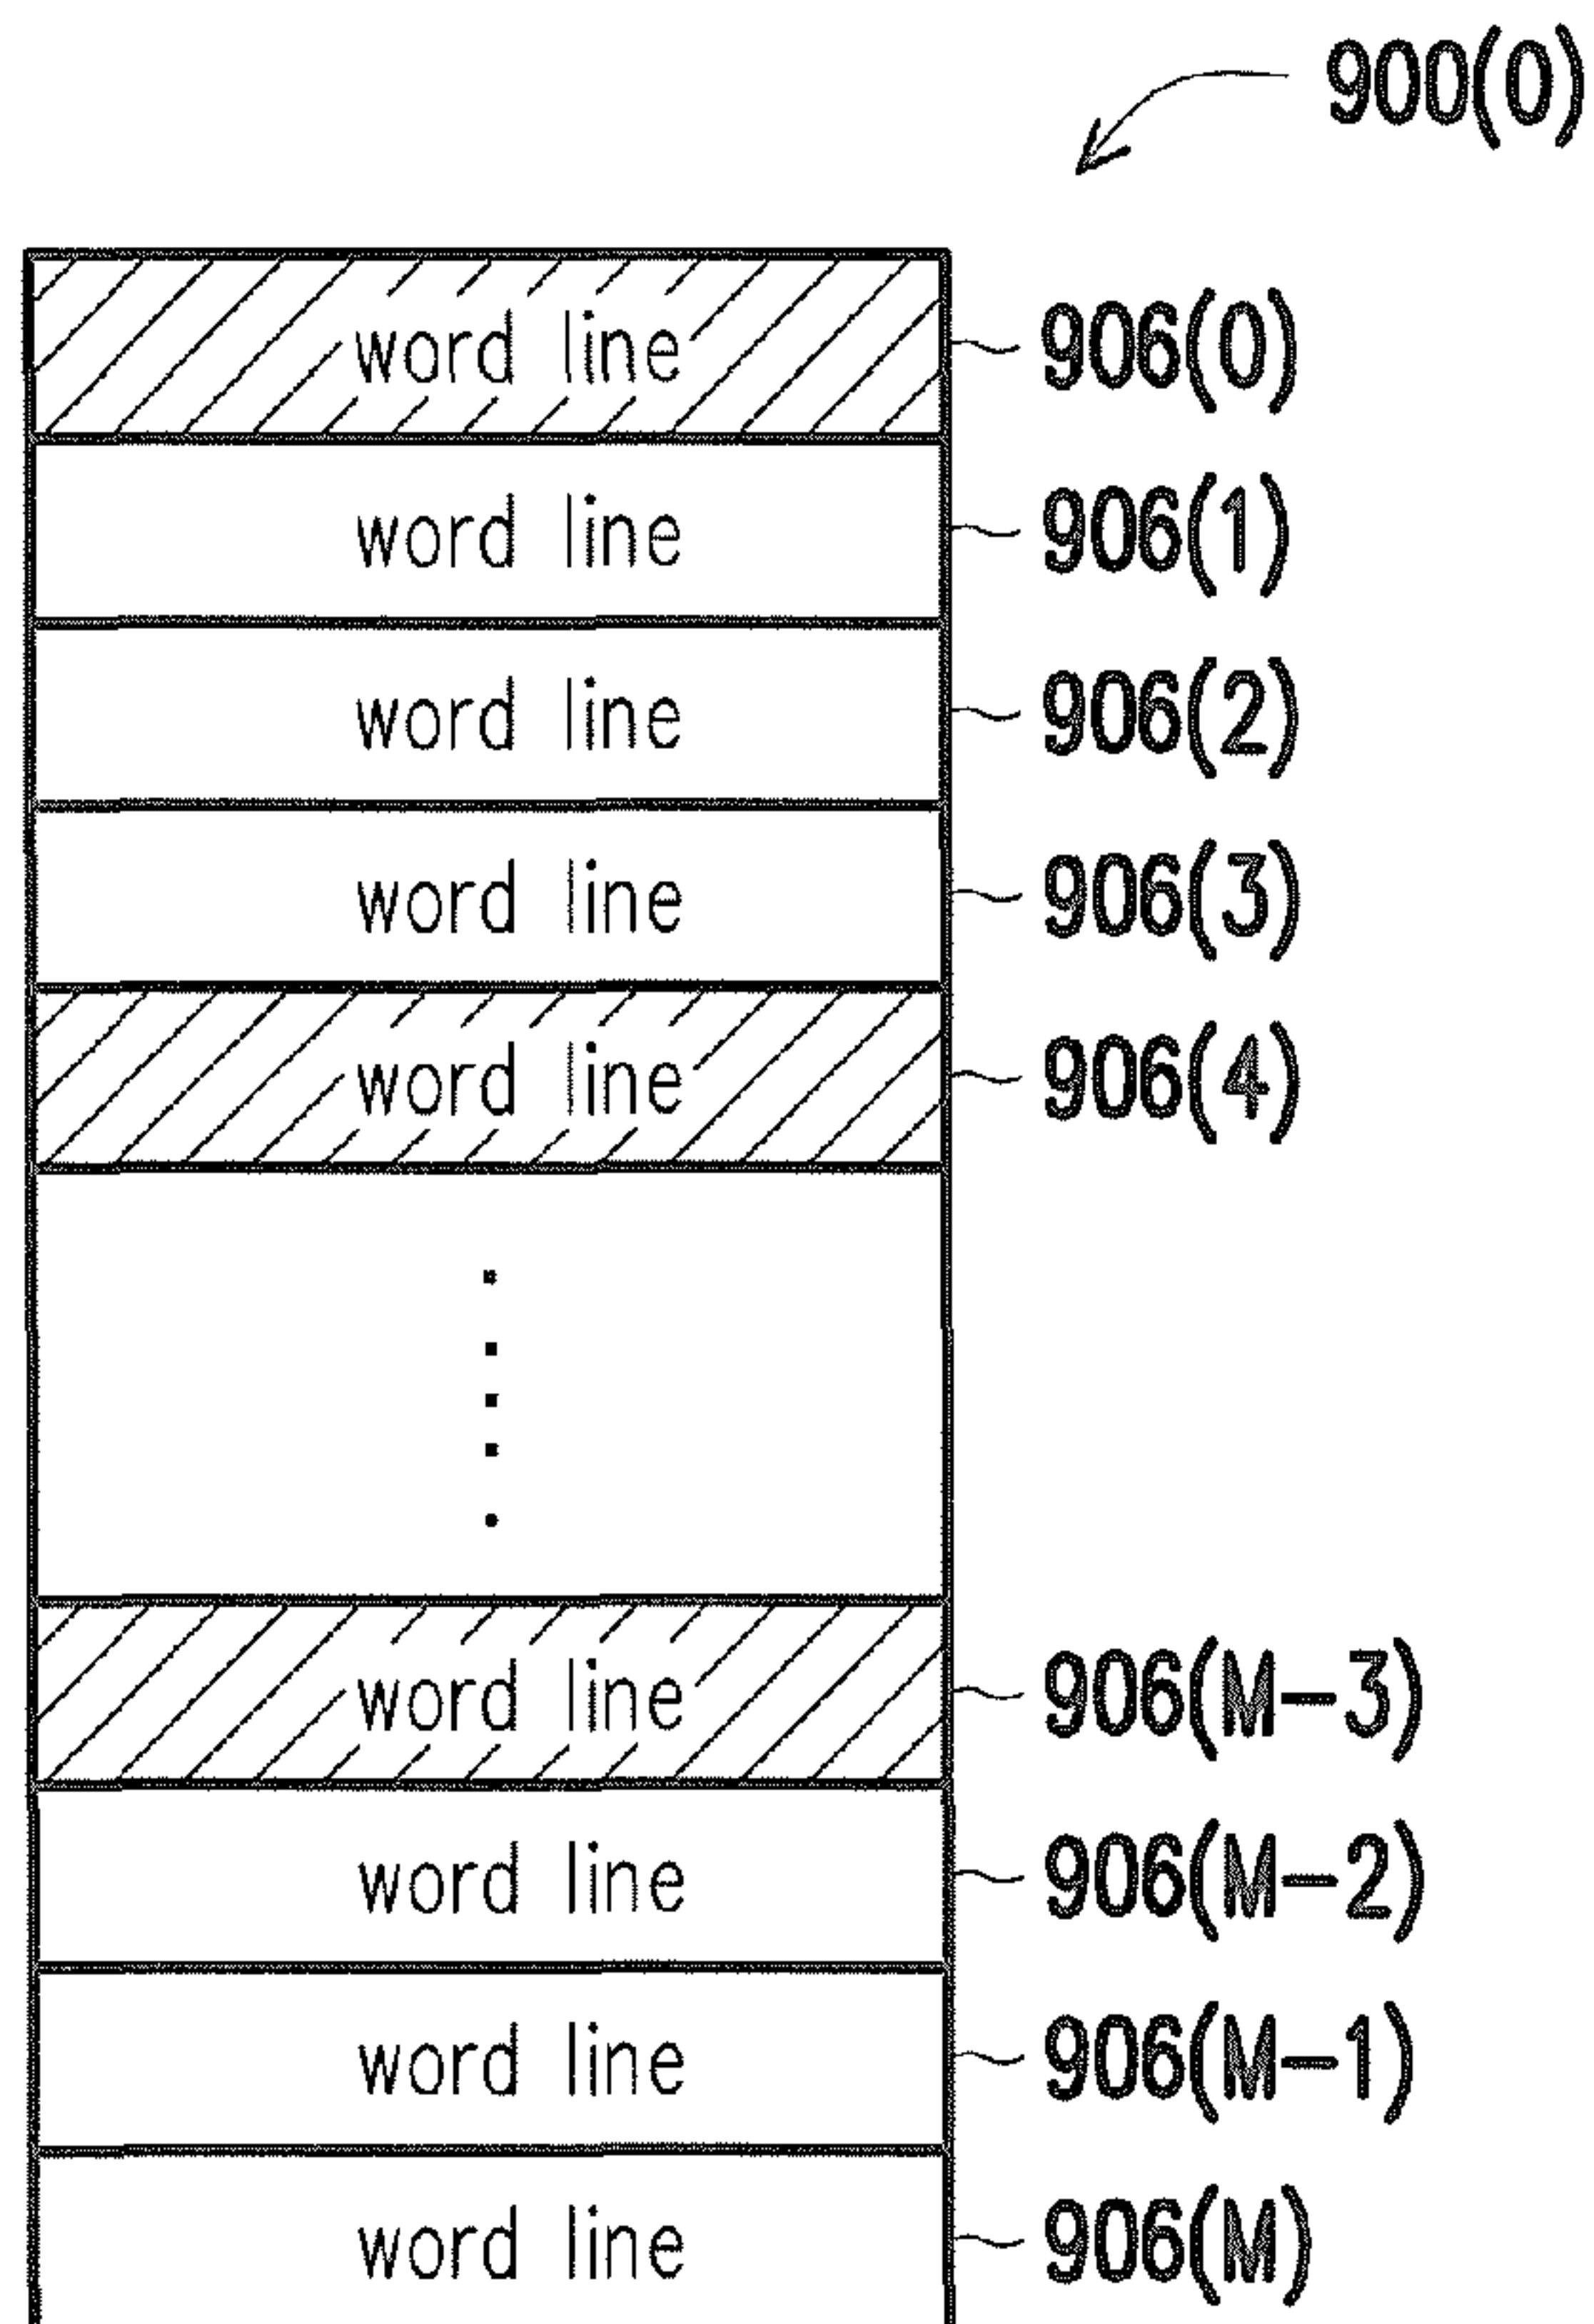 900(0)
word line 906(0)
word line 906(1)
word line 906(2)
word line 906(3)
word line 906(4)
word line 906(M-3)
word line 906(M-2)
word line 906(M-1)
word line 906(M)